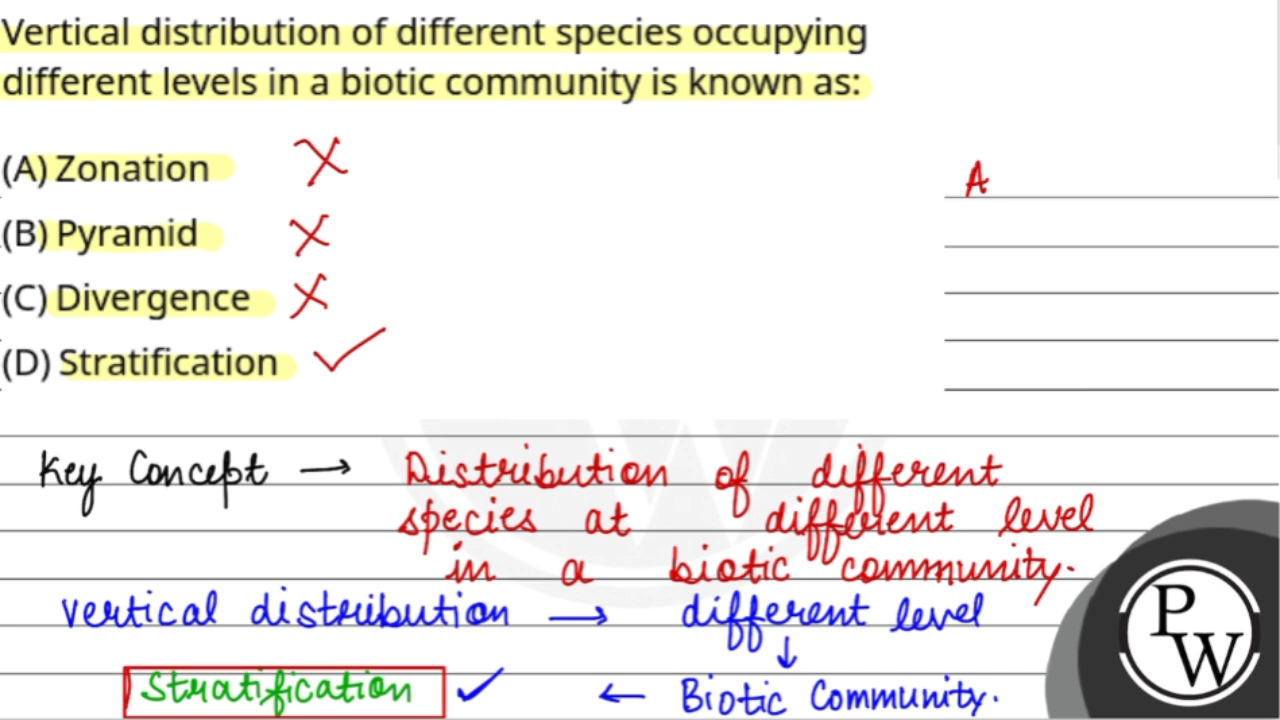 Vertical distribution of different species occupying
different levels in a biotic community is known as:
(A) Zonation X
A
(B) Pyramid X
(C) Divergence X
(D) Stratification ✓
Key Concept → Distribution of different
species at different level
in a biotic community.
vertical distribution → different level
↓
Stratification ✓ ← Biotic Community.
PW